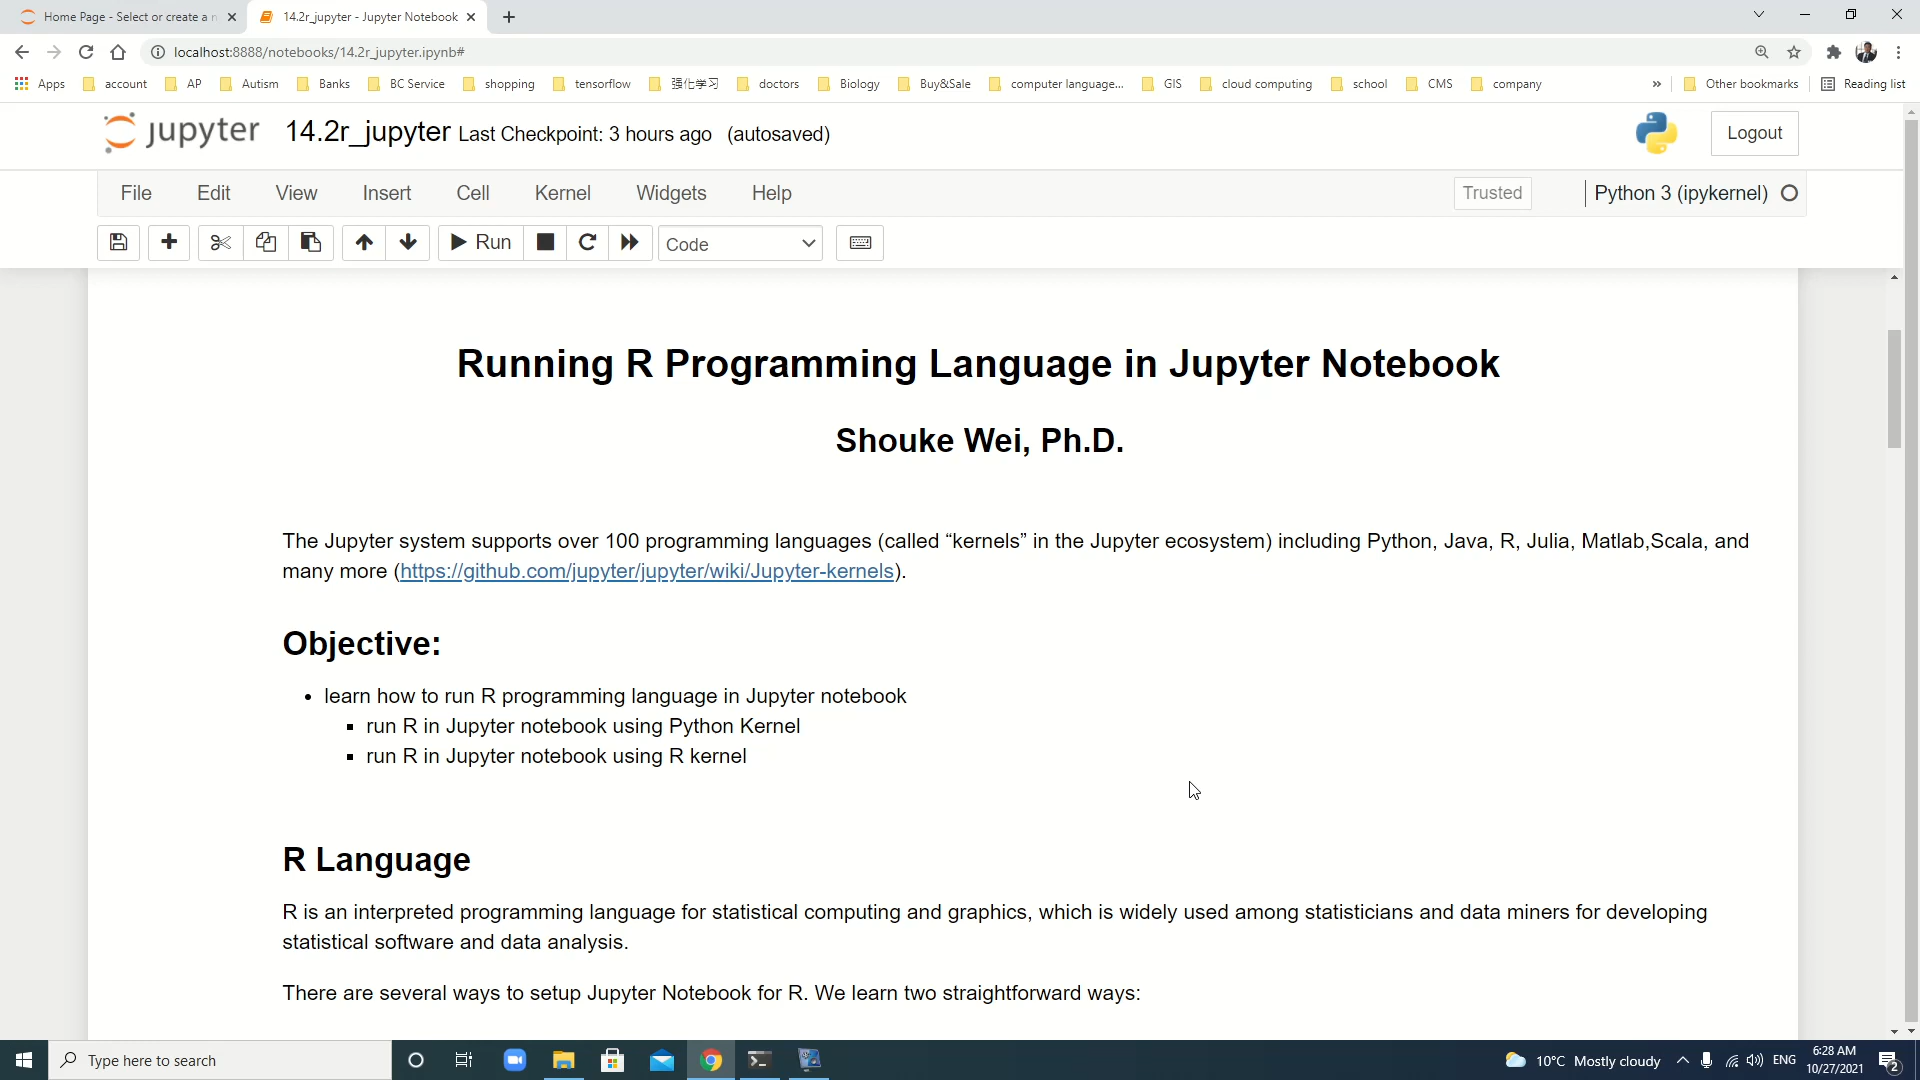 Home Page - Select or create a n
14.2r_jupyter - Jupyter Notebook
localhost:8888/notebooks/14.2r_jupyter.ipynb#
Apps account AP Autism Banks BC Service shopping tensorflow 强化学习 doctors Biology Buy&Sale computer language... GIS cloud computing school CMS company » Other bookmarks Reading list
jupyter 14.2r_jupyter Last Checkpoint: 3 hours ago (autosaved) Logout
File Edit View Insert Cell Kernel Widgets Help Trusted Python 3 (ipykernel)
Run Code
Running R Programming Language in Jupyter Notebook
Shouke Wei, Ph.D.
The Jupyter system supports over 100 programming languages (called “kernels” in the Jupyter ecosystem) including Python, Java, R, Julia, Matlab,Scala, and
many more (https://github.com/jupyter/jupyter/wiki/Jupyter-kernels).
Objective:
• learn how to run R programming language in Jupyter notebook
▪ run R in Jupyter notebook using Python Kernel
▪ run R in Jupyter notebook using R kernel
R Language
R is an interpreted programming language for statistical computing and graphics, which is widely used among statisticians and data miners for developing
statistical software and data analysis.
There are several ways to setup Jupyter Notebook for R. We learn two straightforward ways:
Type here to search
10°C Mostly cloudy
ENG
6:28 AM
10/27/2021
2